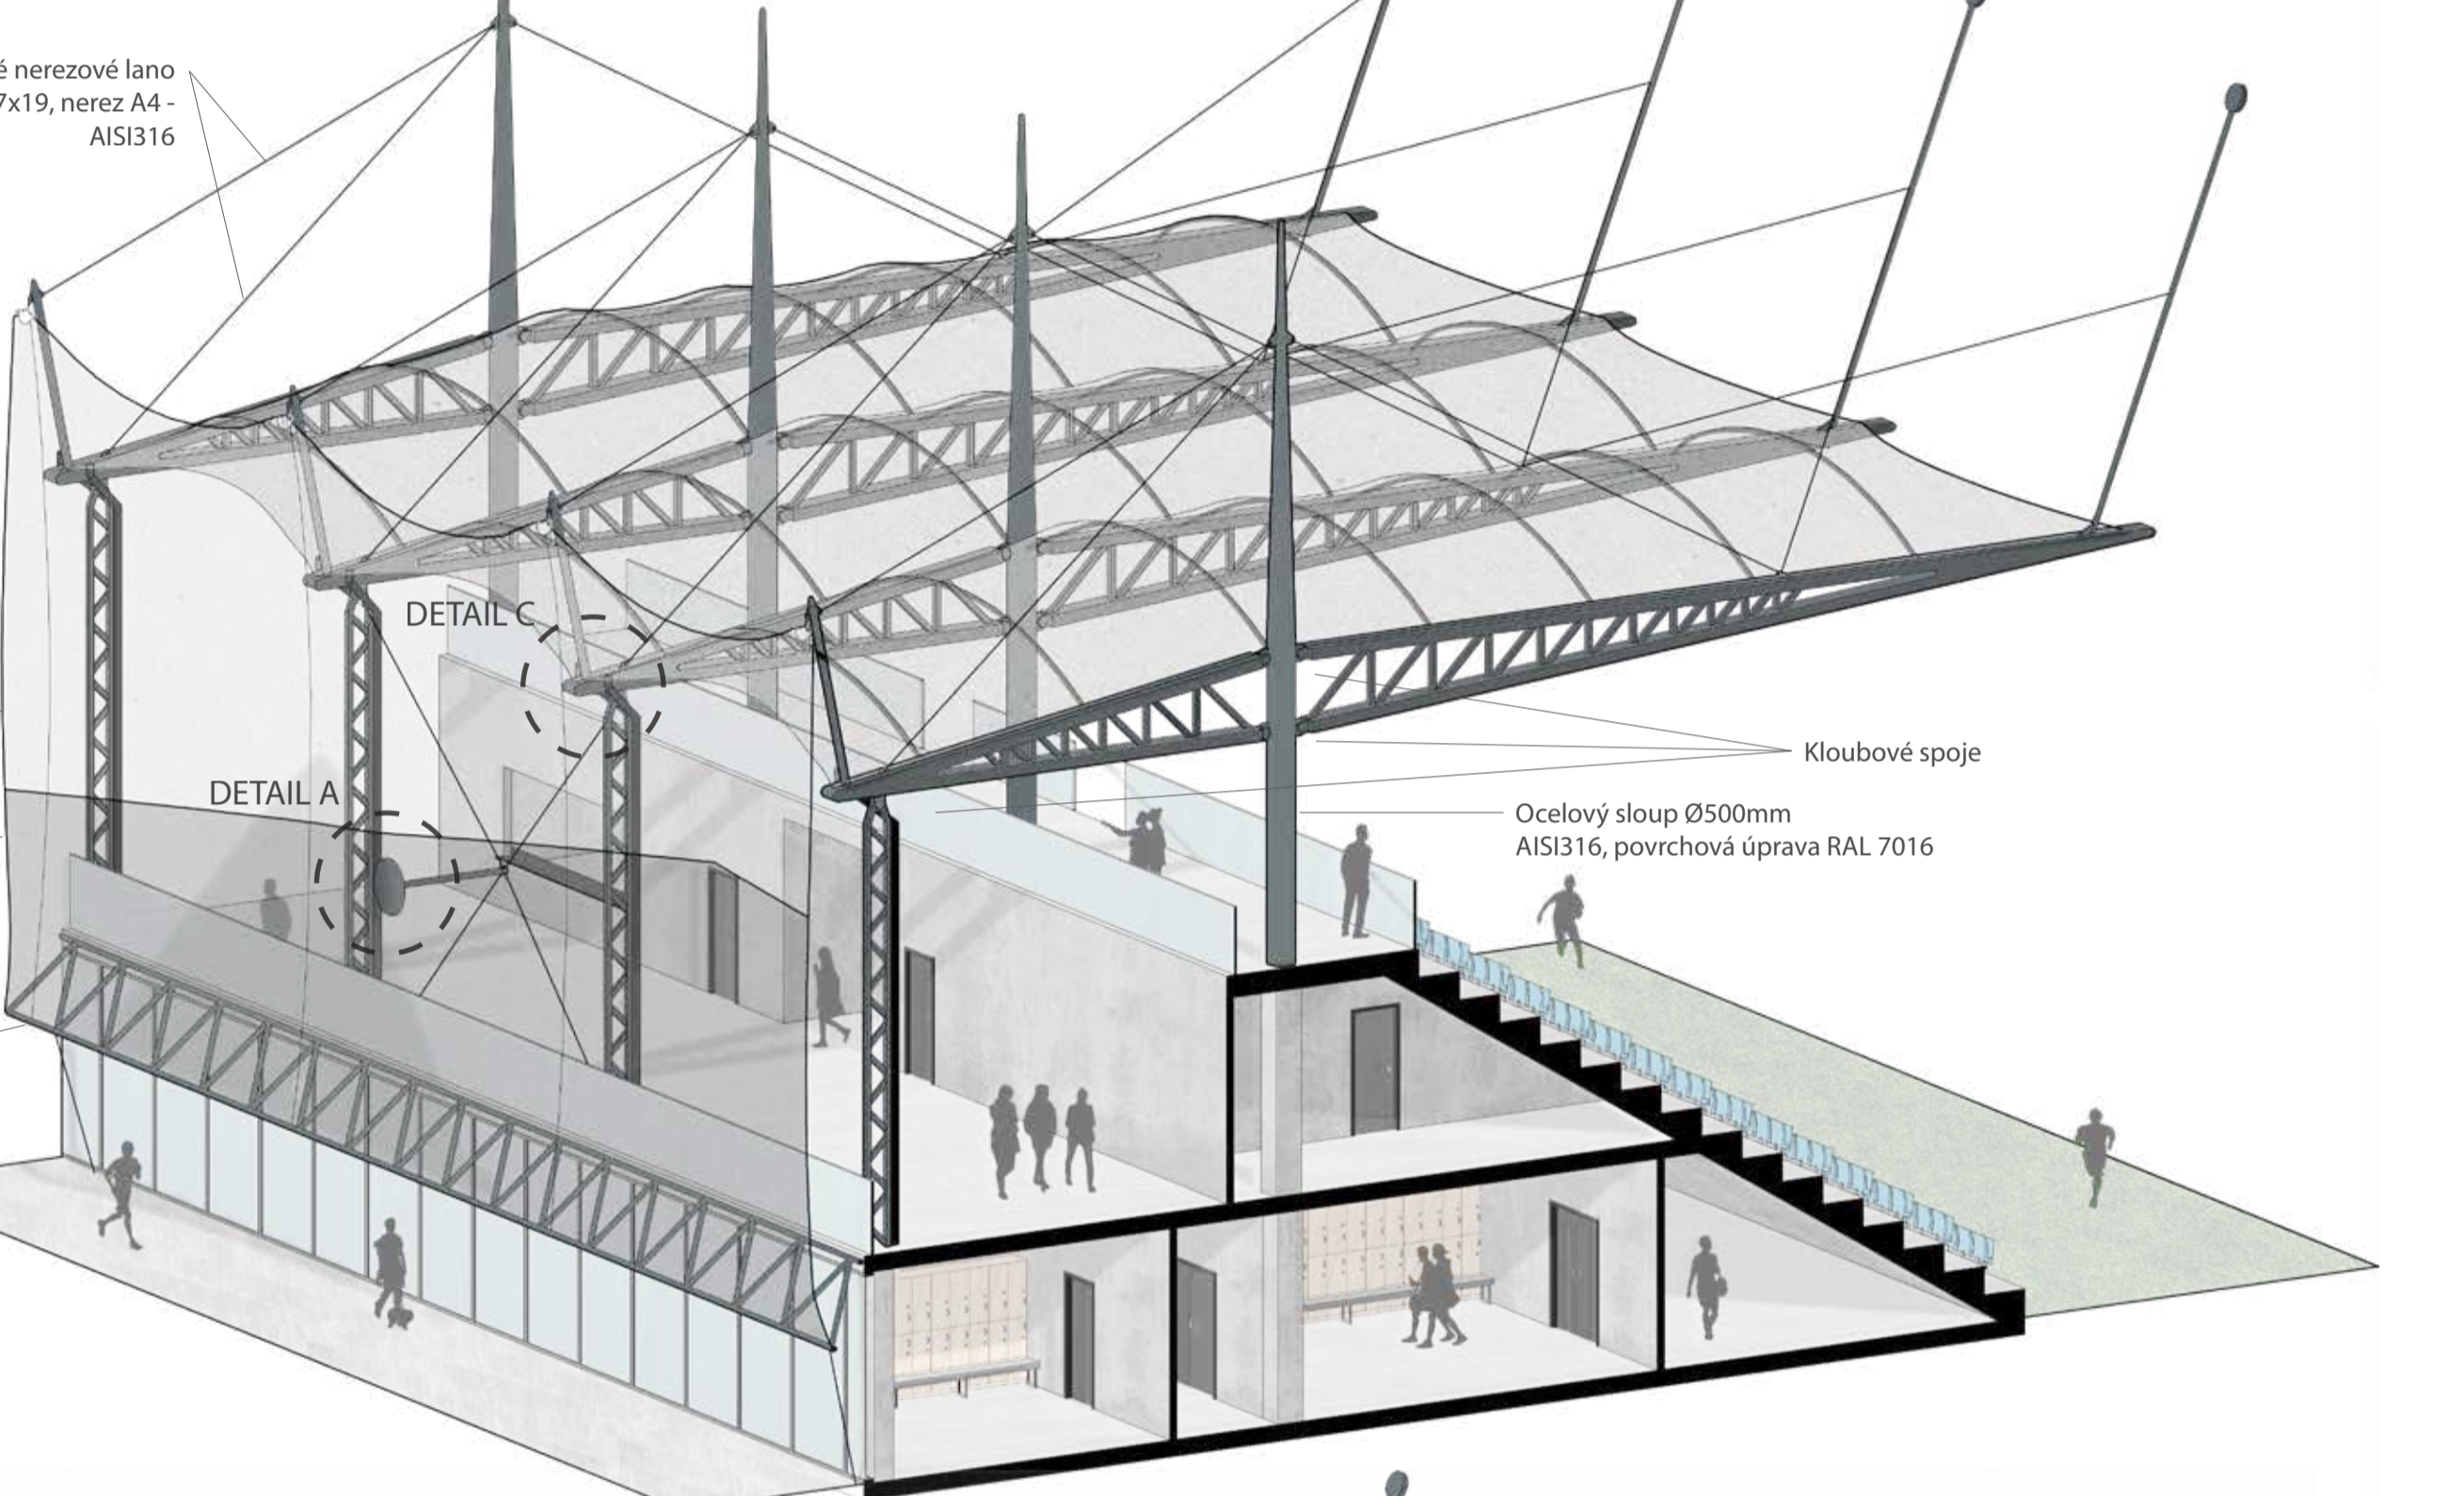 nerezové lano
7x19, nerez A4 -
AISI316
DETAIL C
DETAIL A
Kloubové spoje
Ocelový sloup Ø500mm
AISI316, povrchová úprava RAL 7016